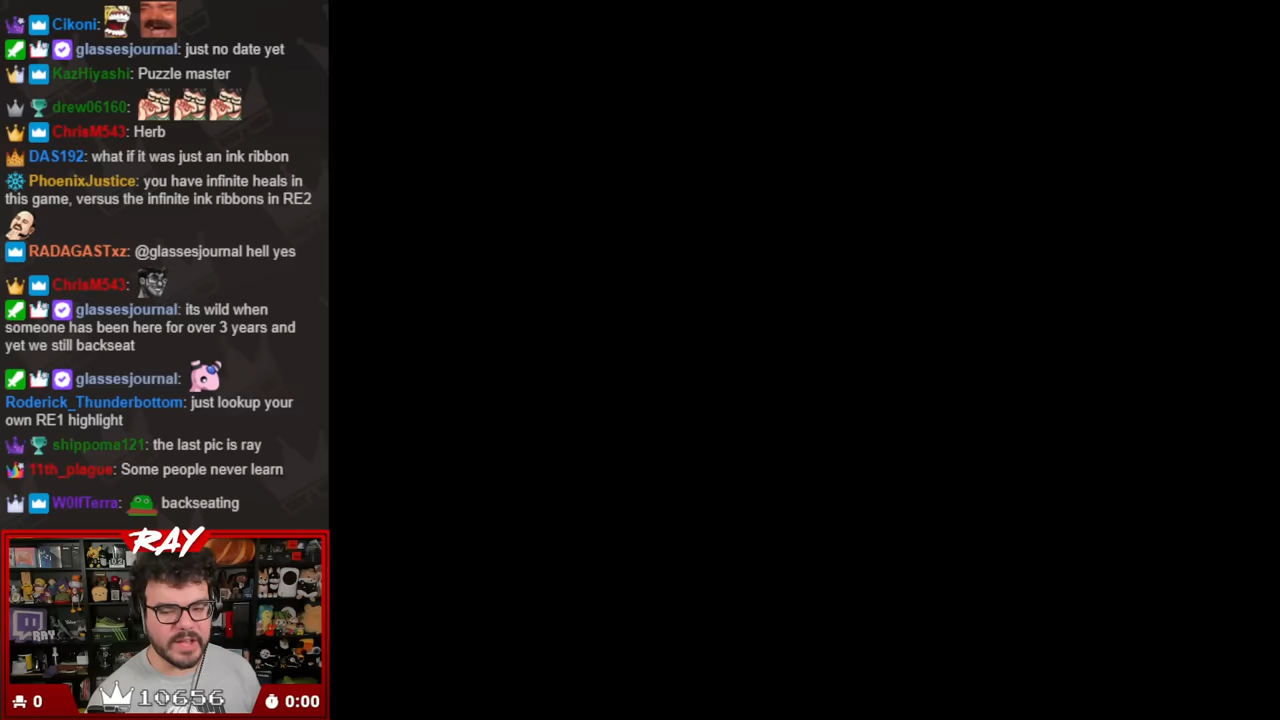 Cikoni:
glassesjournal: just no date yet
KazHiyashi: Puzzle master
drew06160:
ChrisM543: Herb
DAS192: what if it was just an ink ribbon
PhoenixJustice: you have infinite heals in
this game, versus the infinite ink ribbons in RE2
RADAGASTxz: @glassesjournal hell yes
ChrisM543:
glassesjournal: its wild when
someone has been here for over 3 years and
yet we still backseat
glassesjournal:
Roderick_Thunderbottom: just lookup your
own RE1 highlight
shippoma121: the last pic is ray
11th_plague: Some people never learn
W0lfTerra: backseating
RAY
RAY
0
10656
0:00